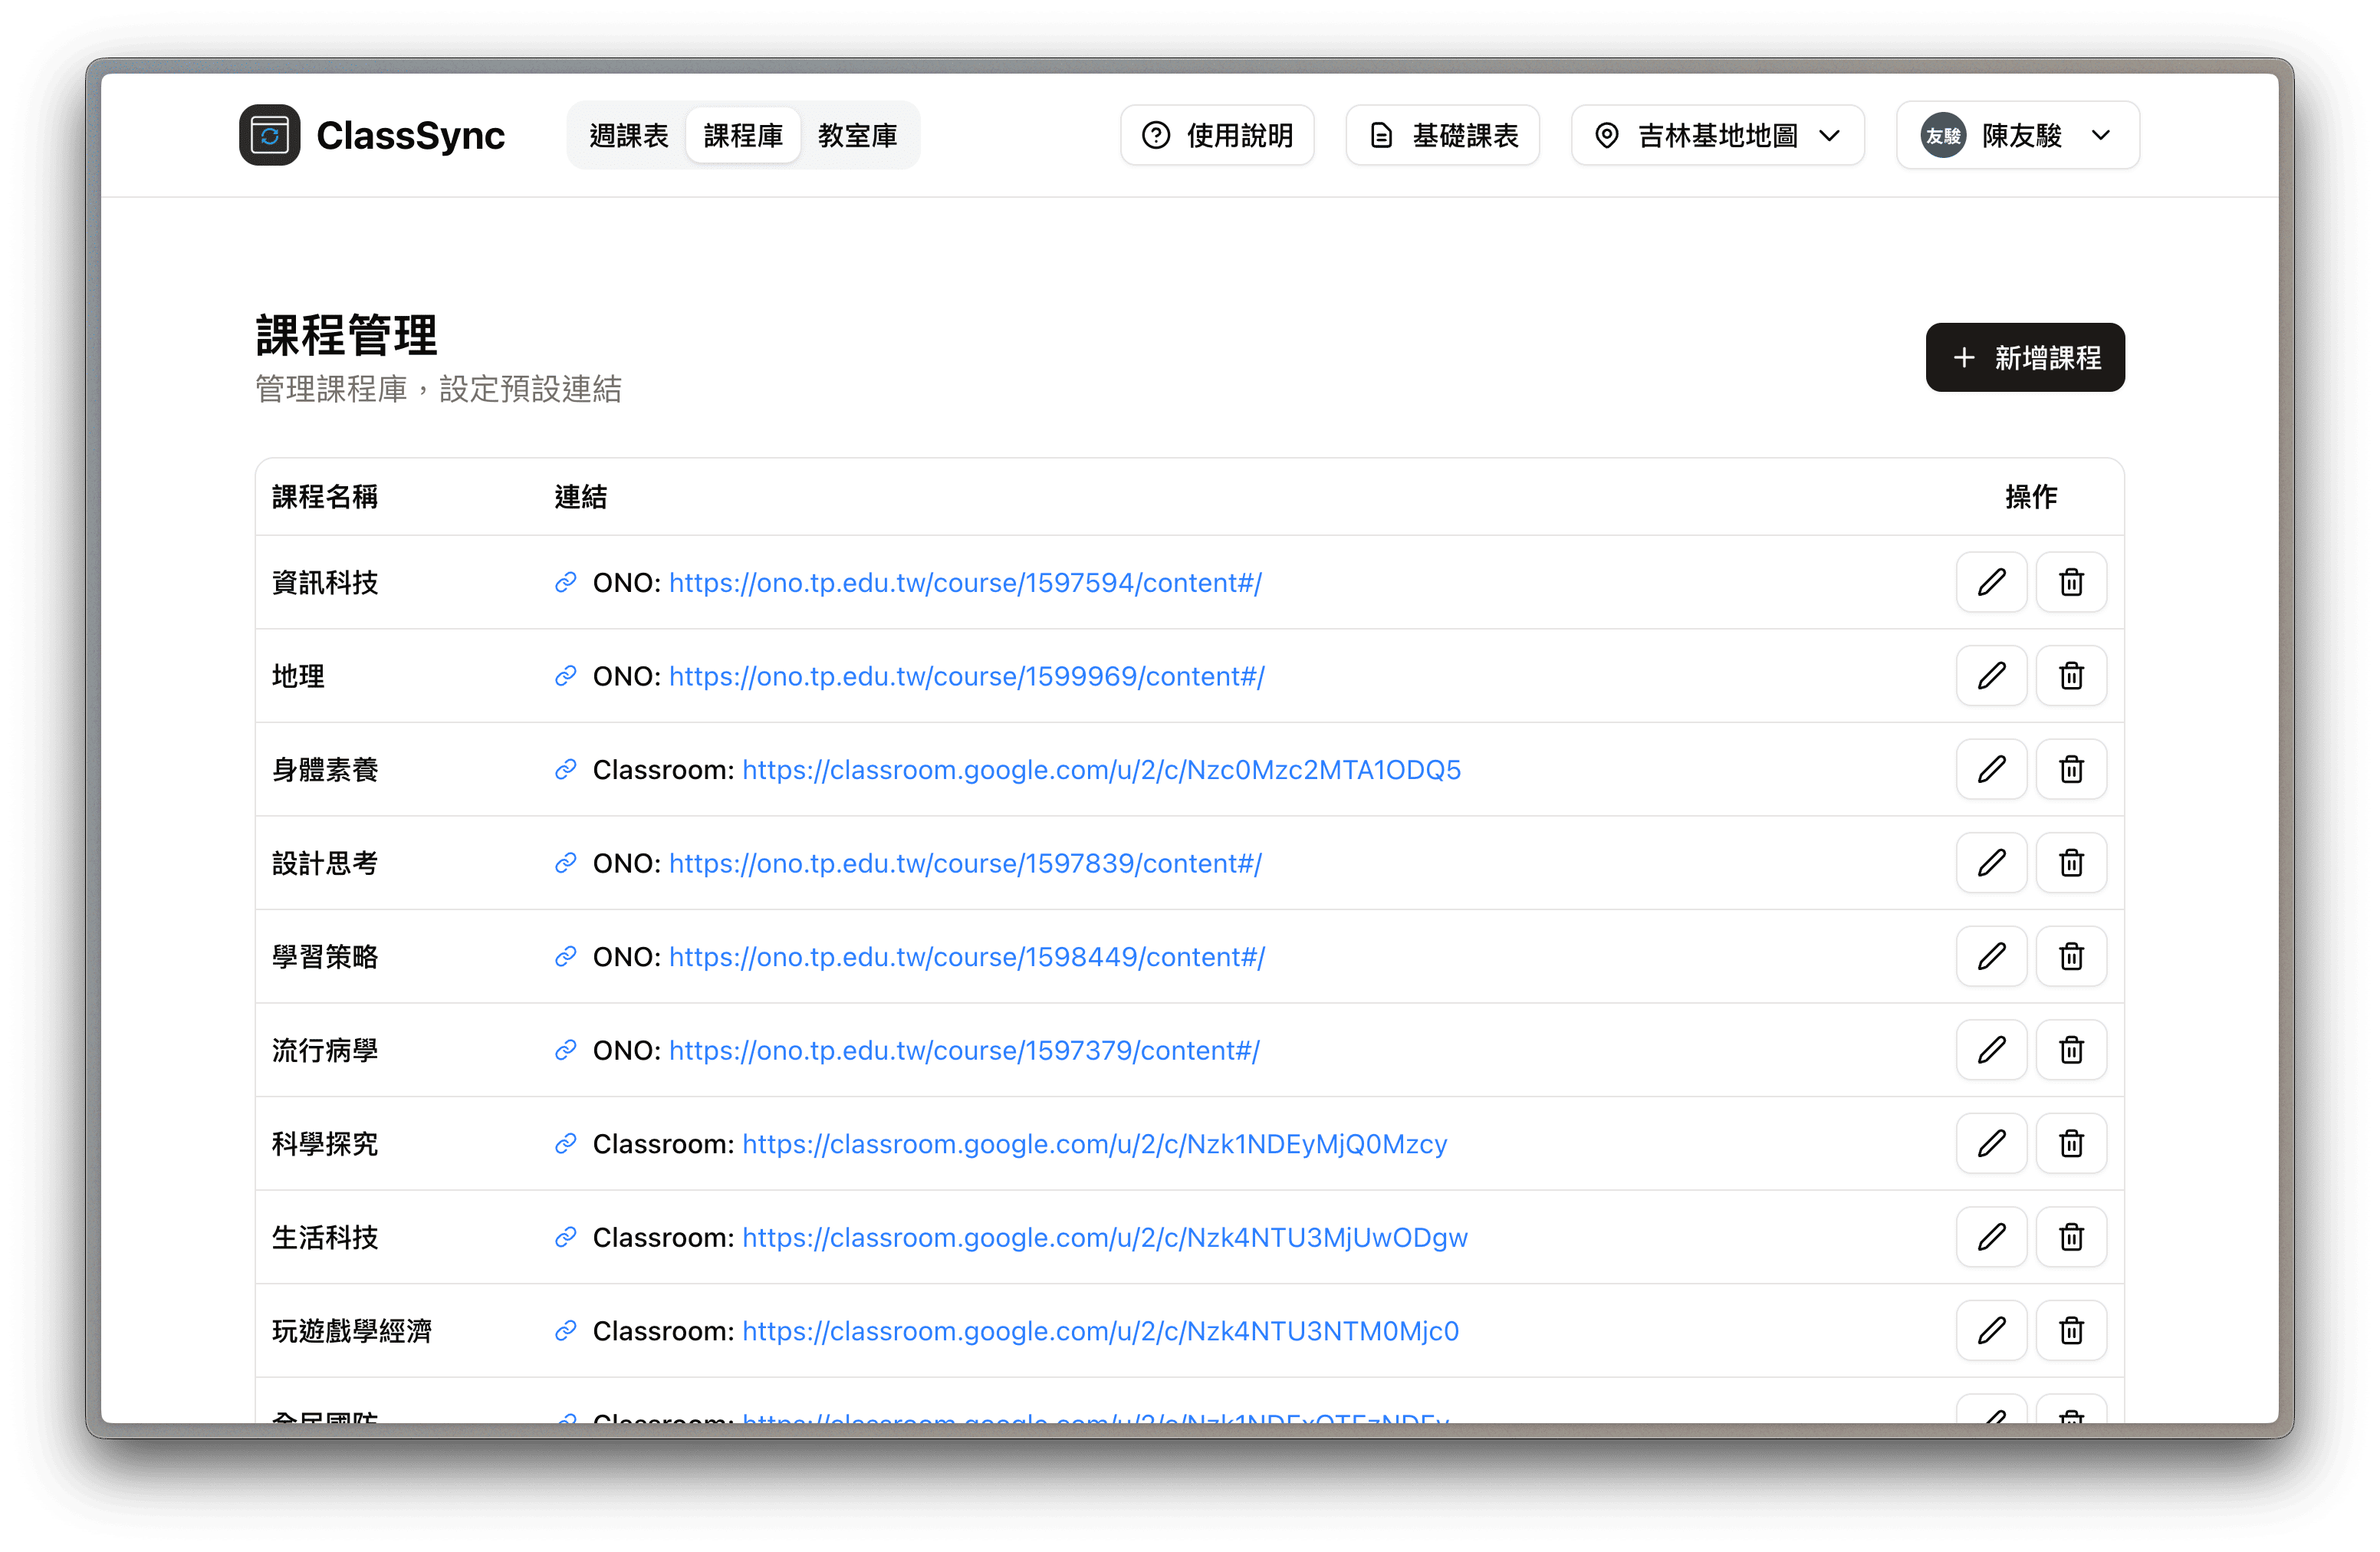 ClassSync 週課表 課程庫 教室庫 使用說明 基礎課表 吉林基地地圖 友駿 陳友駿
課程管理
管理課程庫，設定預設連結
新增課程
課程名稱 連結 操作
資訊科技 ONO: https://ono.tp.edu.tw/course/1597594/content#/
地理 ONO: https://ono.tp.edu.tw/course/1599969/content#/
身體素養 Classroom: https://classroom.google.com/u/2/c/Nzc0Mzc2MTA1ODQ5
設計思考 ONO: https://ono.tp.edu.tw/course/1597839/content#/
學習策略 ONO: https://ono.tp.edu.tw/course/1598449/content#/
流行病學 ONO: https://ono.tp.edu.tw/course/1597379/content#/
科學探究 Classroom: https://classroom.google.com/u/2/c/Nzk1NDEyMjQ0Mzcy
生活科技 Classroom: https://classroom.google.com/u/2/c/Nzk4NTU3MjUwODgw
玩遊戲學經濟 Classroom: https://classroom.google.com/u/2/c/Nzk4NTU3NTM0Mjc0
全民國防 Classroom: